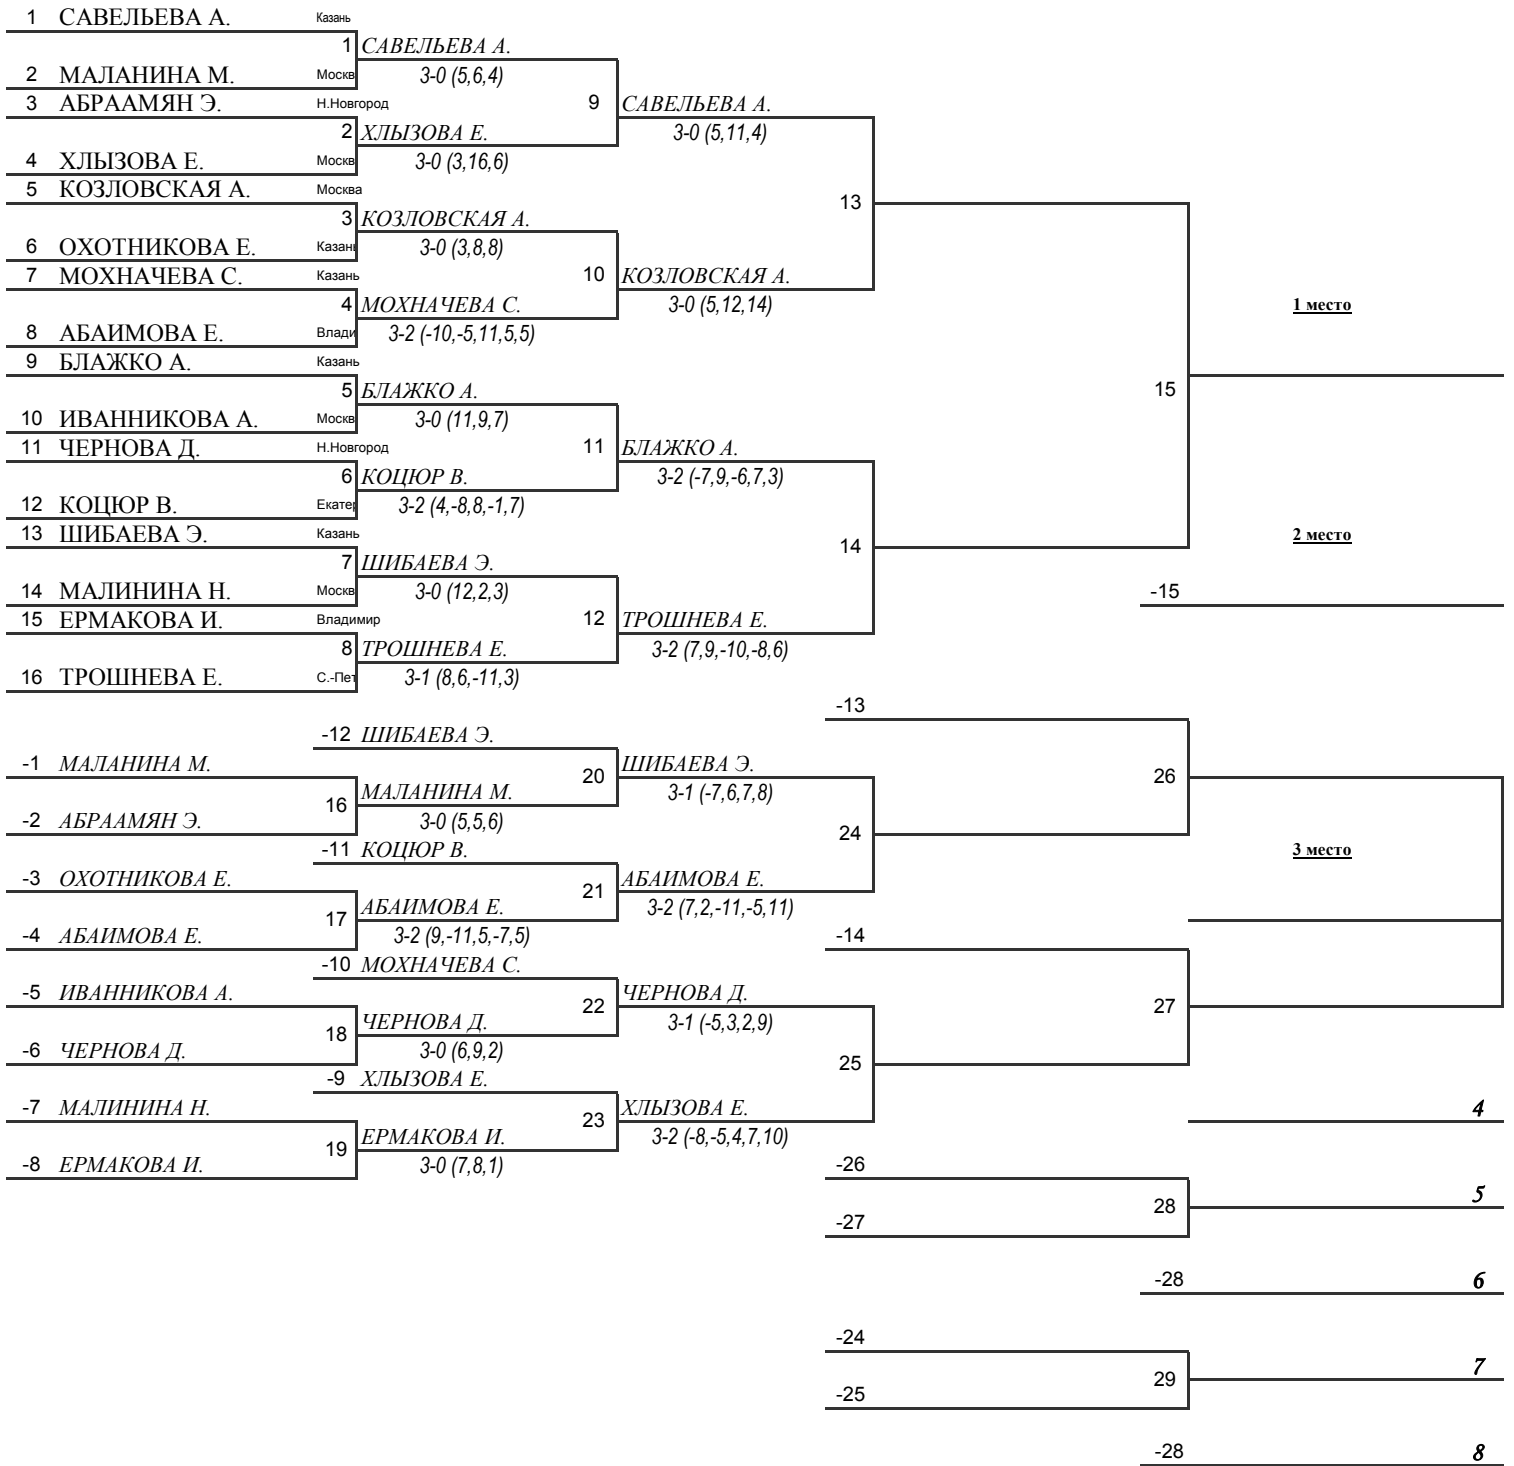 1 САВЕЛЬЕВА А. Казань
1 САВЕЛЬЕВА А.
2 МАЛАНИНА М. Москв 3-0 (5,6,4)
3 АБРААМЯН Э. Н.Новгород 9 САВЕЛЬЕВА А.
2 ХЛЫЗОВА Е. 3-0 (5,11,4)
4 ХЛЫЗОВА Е. Москв 3-0 (3,16,6)
5 КОЗЛОВСКАЯ А. Москва 13
3 КОЗЛОВСКАЯ А.
6 ОХОТНИКОВА Е. Казань 3-0 (3,8,8)
7 МОХНАЧЕВА С. Казань 10 КОЗЛОВСКАЯ А.
4 МОХНАЧЕВА С. 3-0 (5,12,14) 1 место
8 АБАИМОВА Е. Влади 3-2 (-10,-5,11,5,5)
9 БЛАЖКО А. Казань
5 БЛАЖКО А. 15
10 ИВАННИКОВА А. Москв 3-0 (11,9,7)
11 ЧЕРНОВА Д. Н.Новгород 11 БЛАЖКО А.
6 КОЦЮР В. 3-2 (-7,9,-6,7,3)
12 КОЦЮР В. Екатер 3-2 (4,-8,8,-1,7)
13 ШИБАЕВА Э. Казань 14 2 место
7 ШИБАЕВА Э.
14 МАЛИНИНА Н. Москв 3-0 (12,2,3) -15
15 ЕРМАКОВА И. Владимир 12 ТРОШНЕВА Е.
8 ТРОШНЕВА Е. 3-2 (7,9,-10,-8,6)
16 ТРОШНЕВА Е. С.-Пет 3-1 (8,6,-11,3)
-13
-12 ШИБАЕВА Э.
-1 МАЛАНИНА М. 20 ШИБАЕВА Э. 26
16 МАЛАНИНА М. 3-1 (-7,6,7,8)
-2 АБРААМЯН Э. 3-0 (5,5,6) 24
-11 КОЦЮР В. 3 место
-3 ОХОТНИКОВА Е. 21 АБАИМОВА Е.
17 АБАИМОВА Е. 3-2 (7,2,-11,-5,11)
-4 АБАИМОВА Е. 3-2 (9,-11,5,-7,5) -14
-10 МОХНАЧЕВА С.
-5 ИВАННИКОВА А. 22 ЧЕРНОВА Д. 27
18 ЧЕРНОВА Д. 3-1 (-5,3,2,9)
-6 ЧЕРНОВА Д. 3-0 (6,9,2) 25
-9 ХЛЫЗОВА Е.
-7 МАЛИНИНА Н. 23 ХЛЫЗОВА Е. 4
19 ЕРМАКОВА И. 3-2 (-8,-5,4,7,10)
-8 ЕРМАКОВА И. 3-0 (7,8,1) -26
28 5
-27
-28 6
-24
29 7
-25
-28 8